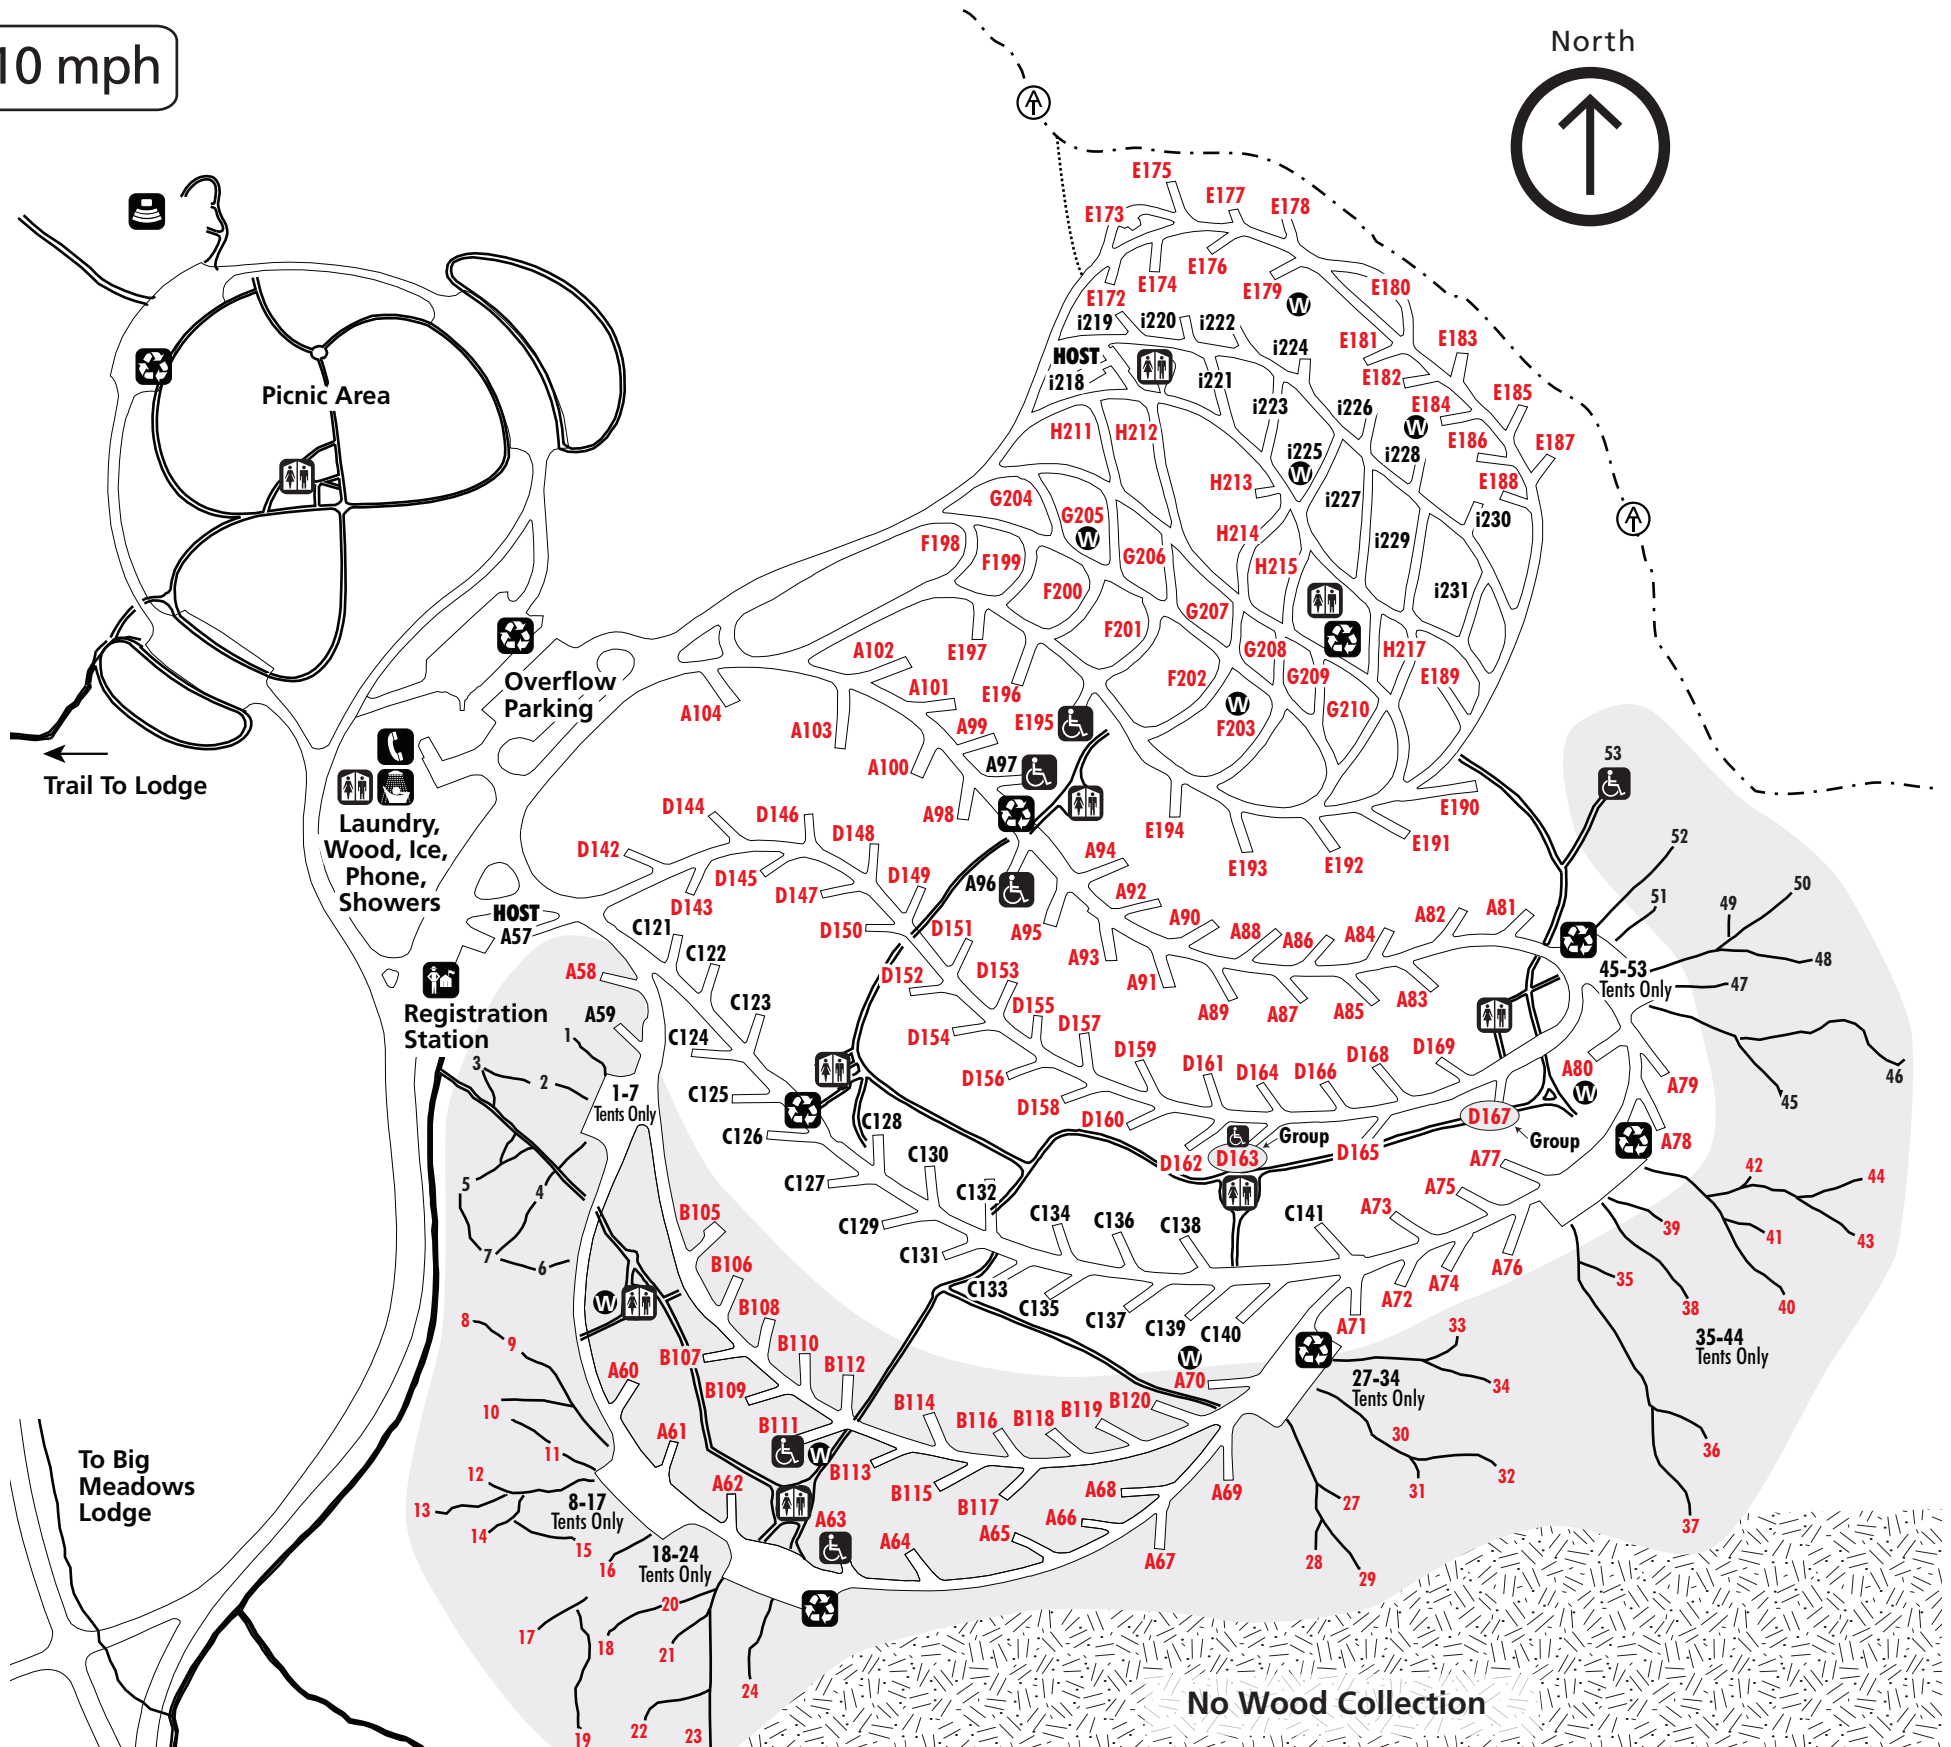 10 mph
North
E175
E177
E178
E173
E176
E174
E179
E180
E172
W
i219
i220
i222
E181
E183
HOST
i218
i224
i221
E182
E185
i223
i226
E184
W
Picnic Area
H211
H212
E186
E187
i225
W
i228
H213
E188
G204
i227
G205
W
i230
H214
F198
G206
i229
F199
H215
F200
i231
G207
F201
A102
E197
G208
H217
F202
G209
E189
Overflow
Parking
A101
E196
W
A104
A103
A99
E195
F203
G210
Trail To Lodge
A100
A97
53
D144
D146
A98
E190
Laundry,
Wood, Ice,
Phone,
Showers
D148
E194
E191
52
D142
A94
E193
E192
D145
D149
A96
D147
A92
50
51
49
HOST
A57
D143
A90
A82
A81
C121
D150
D151
A95
A88
A86
A84
C122
A93
48
A58
D152
D153
A91
45-53
Tents Only
47
C123
D155
A89
A87
A85
A83
Registration
Station
A59
D157
C124
D154
1
D159
D168
D169
3
D161
D164
D166
A80
46
2
D156
W
A79
1-7
Tents Only
C125
D158
45
D160
D167
C126
C128
Group
Group
A78
D162
D163
D165
C130
A77
42
5
4
C127
C132
A75
44
B105
C134
C136
C138
C141
A73
39
C129
41
43
7
6
C131
B106
A76
A74
35
C133
W
B108
C135
A72
38
40
8
C137
C139
C140
A71
33
9
B107
B110
B112
W
35-44
Tents Only
A60
B109
A70
27-34
Tents Only
34
B114
B119
B120
10
A61
B111
B116
B118
30
W
36
11
To Big
Meadows
Lodge
12
A62
B113
B115
A68
A69
32
31
13
8-17
Tents Only
B117
27
14
A63
A66
37
15
A64
A65
16
18-24
Tents Only
A67
28
29
20
17
18
21
24
No Wood Collection
22
23
19